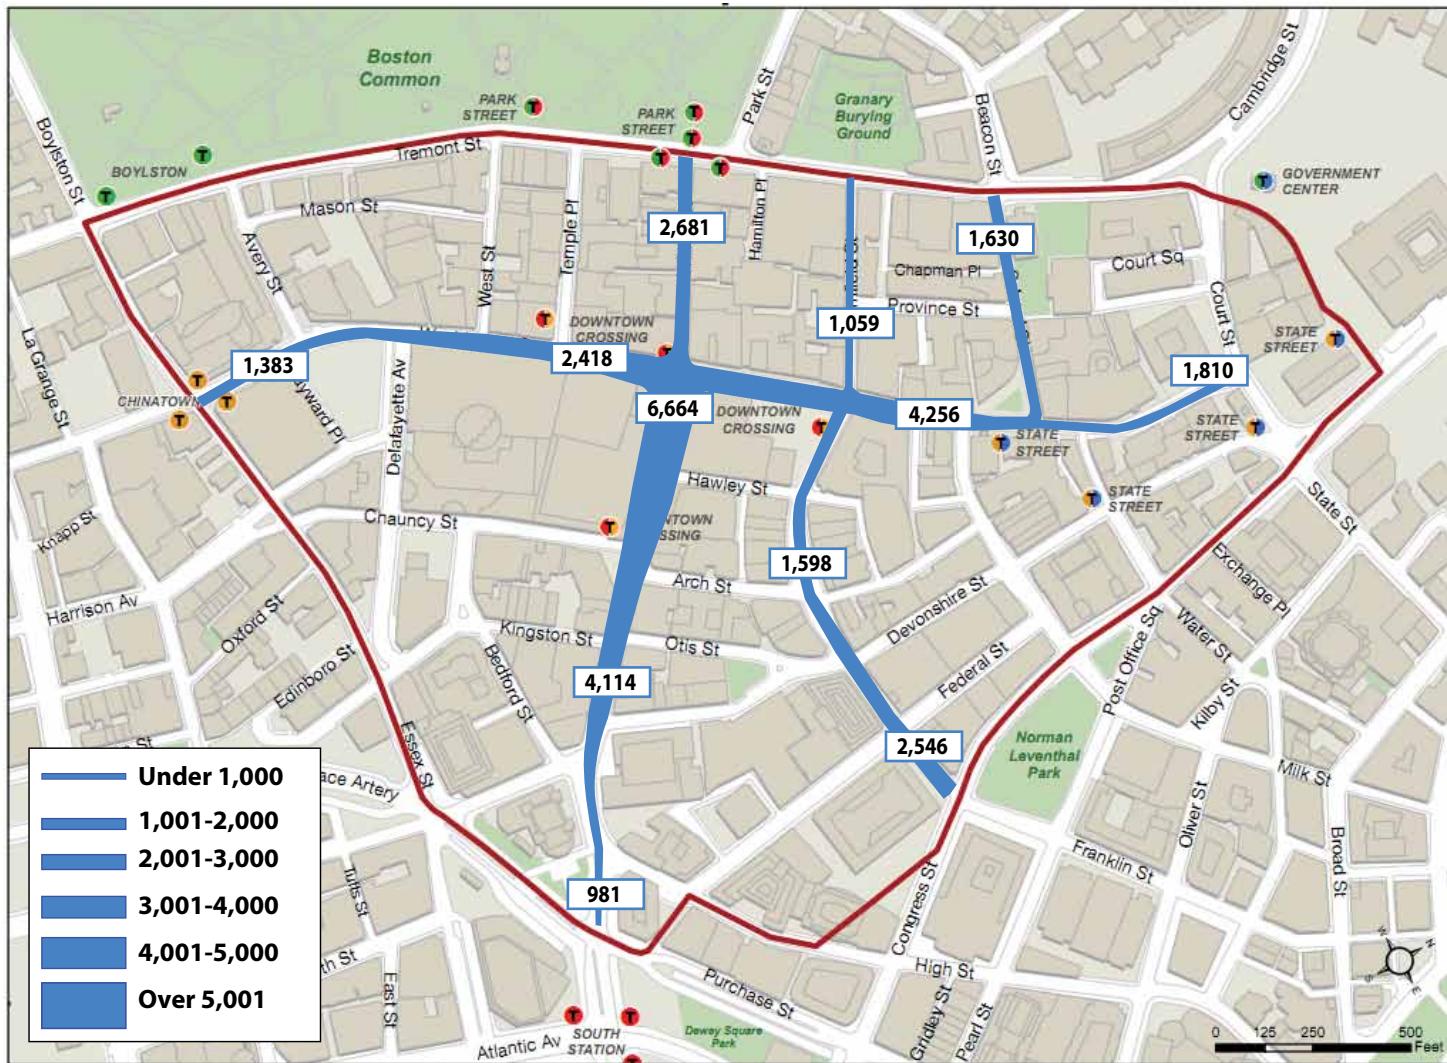 Boston
Common
PARK
STREET
PARK
STREET
Park St
Granary
Burying
Ground
Beacon St
Cambridge St
Boylston St
BOYLSTON
Tremont St
GOVERNMENT
CENTER
Mason St
Avery St
West St
Temple Pl
Hamilton Pl
2,681
1,630
Chapman Pl
Court Sq
Province St
Court St
1,059
DOWNTOWN
CROSSING
STATE
STREET
La Grange St
1,383
2,418
1,810
CHINATOWN
Delafayette Av
6,664
DOWNTOWN
CROSSING
4,256
STATE
STREET
STATE
STREET
Hawley St
STATE
STREET
State St
Knapp St
Chauncy St
1,598
Arch St
Exchange Pl
Harrison Av
Oxford St
Devonshire St
Kingston St
Otis St
Water St
Edinboro St
Bedford St
Federal St
Post Office Sq
Kilby St
4,114
Essex St
2,546
Norman
Leventhal
Park
Milk St
Under 1,000
1,001-2,000
2,001-3,000
3,001-4,000
4,001-5,000
Over 5,001
Oliver St
Broad St
Franklin St
Tufts St
981
Congress St
High St
East St
Purchase St
Gridley St
Pearl St
SOUTH
STATION
Atlantic Av
Dewey Square
Park
N
W
S
E
0 125 250 500
Feet